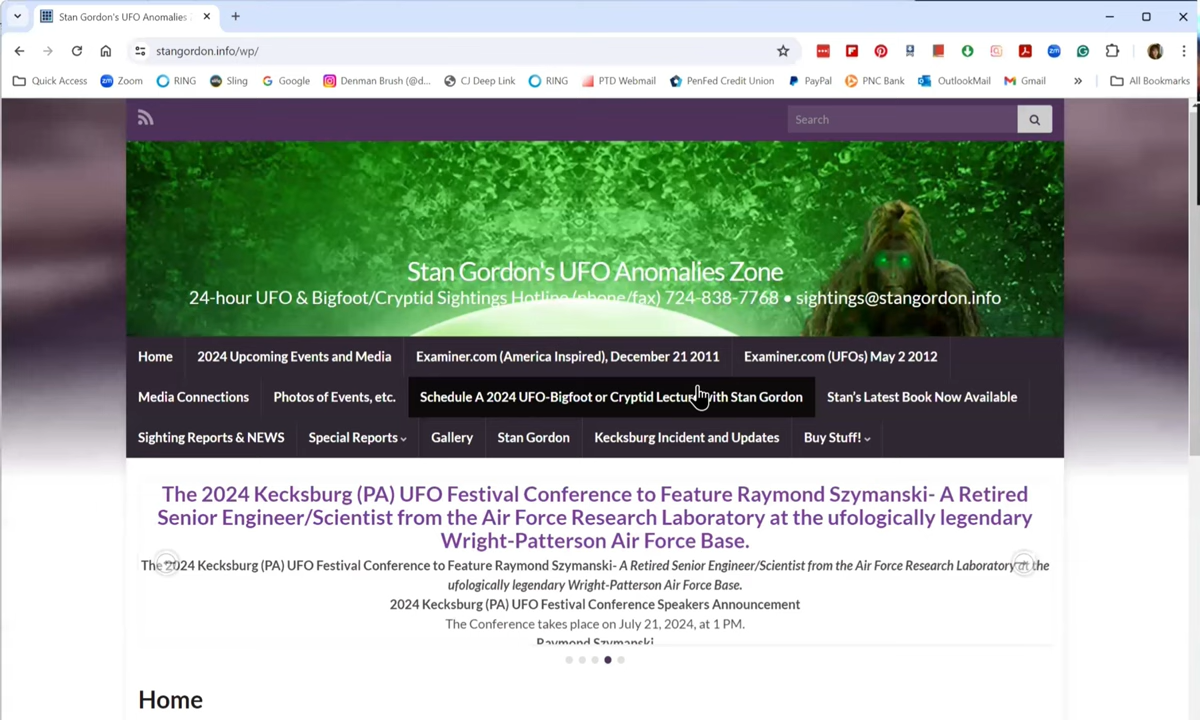 Stan Gordon's UFO Anomalies
stangordon.info/wp/
Quick Access
Zoom
RING
Sling
Google
Denman Brush (@d...
CJ Deep Link
RING
PTD Webmail
PenFed Credit Union
PayPal
PNC Bank
OutlookMail
Gmail
»
All Bookmarks
Search
Stan Gordon's UFO Anomalies Zone
24-hour UFO & Bigfoot/Cryptid Sightings Hotline (phone/fax) 724-838-7768 • sightings@stangordon.info
Home
2024 Upcoming Events and Media
Examiner.com (America Inspired), December 21 2011
Examiner.com (UFOs) May 2 2012
Media Connections
Photos of Events, etc.
Schedule A 2024 UFO-Bigfoot or Cryptid Lecture with Stan Gordon
Stan's Latest Book Now Available
Sighting Reports & NEWS
Special Reports
Gallery
Stan Gordon
Kecksburg Incident and Updates
Buy Stuff!
The 2024 Kecksburg (PA) UFO Festival Conference to Feature Raymond Szymanski- A Retired
Senior Engineer/Scientist from the Air Force Research Laboratory at the ufologically legendary
Wright-Patterson Air Force Base.
The 2024 Kecksburg (PA) UFO Festival Conference to Feature Raymond Szymanski- A Retired Senior Engineer/Scientist from the Air Force Research Laboratory at the
ufologically legendary Wright-Patterson Air Force Base.
2024 Kecksburg (PA) UFO Festival Conference Speakers Announcement
The Conference takes place on July 21, 2024, at 1 PM.
Raymond Szymanski
Home